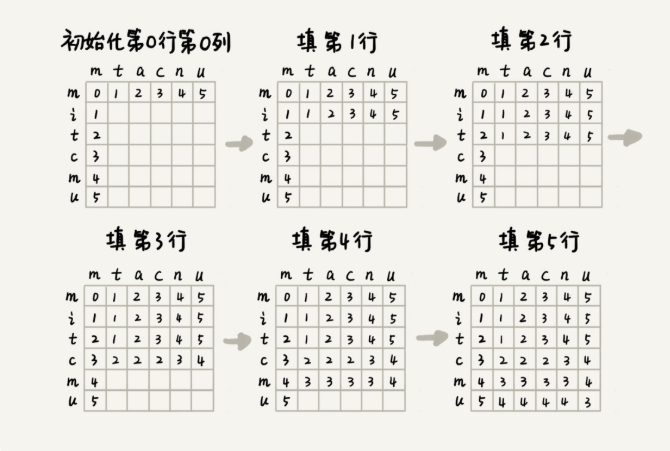 初始化第0行第0列 填第1行 填第2行
m t a c n u m t a c n u m t a c n u
m 0 1 2 3 4 5 m 0 1 2 3 4 5 m 0 1 2 3 4 5
i 1 i 1 1 2 3 4 5 i 1 1 2 3 4 5
t 2 t 2 t 2 1 2 3 4 5
c 3 c 3 c 3
m 4 m 4 m 4
u 5 u 5 u 5
填第3行 填第4行 填第5行
m t a c n u m t a c n u m t a c n u
m 0 1 2 3 4 5 m 0 1 2 3 4 5 m 0 1 2 3 4 5
i 1 1 2 3 4 5 i 1 1 2 3 4 5 i 1 1 2 3 4 5
t 2 1 2 3 4 5 t 2 1 2 3 4 5 t 2 1 2 3 4 5
c 3 2 2 2 3 4 c 3 2 2 2 3 4 c 3 2 2 2 3 4
m 4 m 4 3 3 3 3 4 m 4 3 3 3 3 4
u 5 u 5 u 5 4 4 4 4 3